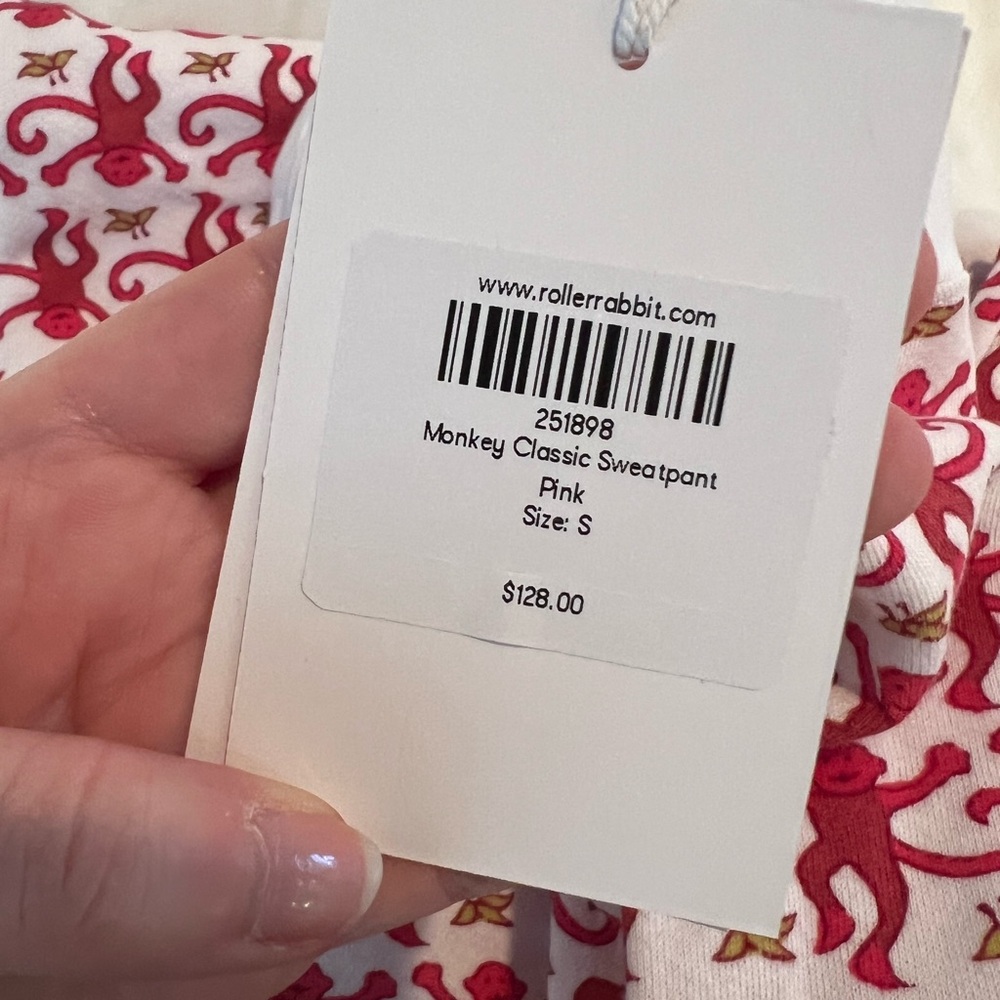 www.rollerrabbit.com
251898
Monkey Classic Sweatpant
Pink
Size: S
$128.00